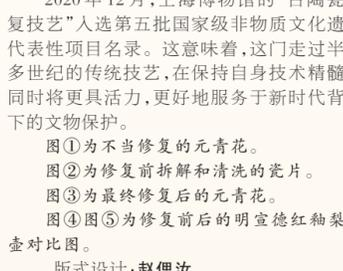 2020年12月，上海博物馆的“古陶瓷
复技艺”入选第五批国家级非物质文化遗
代表性项目名录。这意味着，这门走过半
多世纪的传统技艺，在保持自身技术精髓
同时将更具活力，更好地服务于新时代背
下的文物保护。
图①为不当修复的元青花。
图②为修复前拆解和清洗的瓷片。
图③为最终修复后的元青花。
图④图⑤为修复前后的明宣德红釉梨
壶对比图。
版式设计：赵偲汝